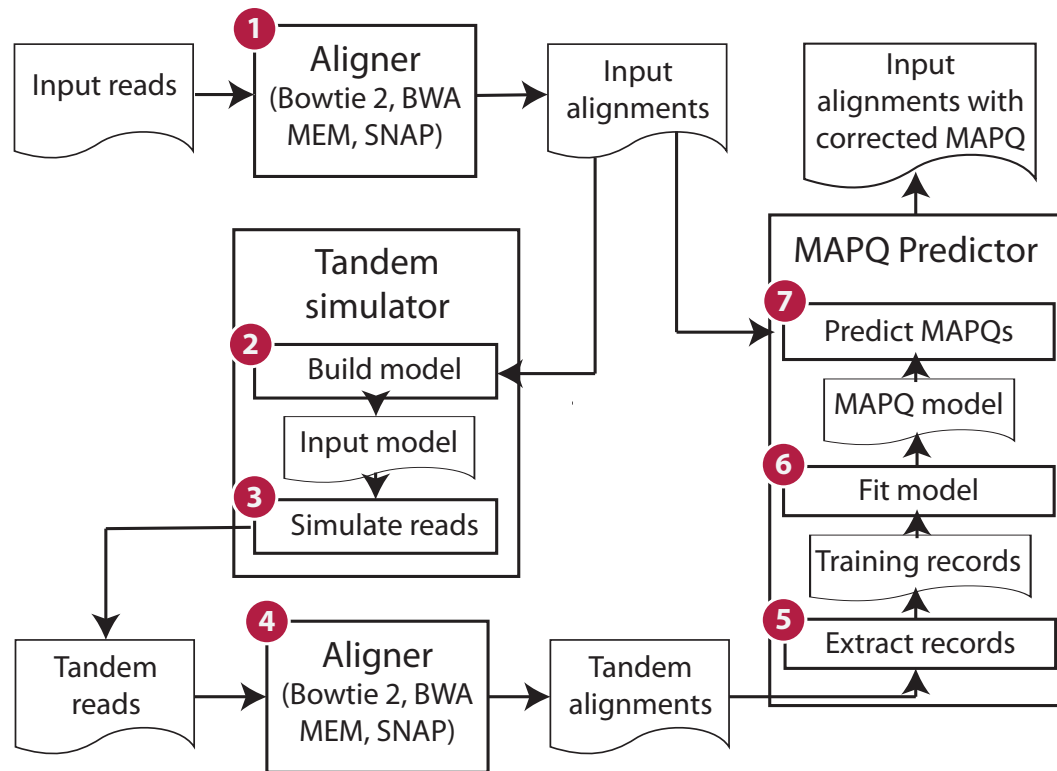 Input reads
1
Aligner
(Bowtie 2, BWA
MEM, SNAP)
Input
alignments
Input
alignments with
corrected MAPQ
Tandem
simulator
2
Build model
Input model
3
Simulate reads
Tandem
reads
4
Aligner
(Bowtie 2, BWA
MEM, SNAP)
Tandem
alignments
MAPQ Predictor
7
Predict MAPQs
MAPQ model
6
Fit model
Training records
5
Extract records